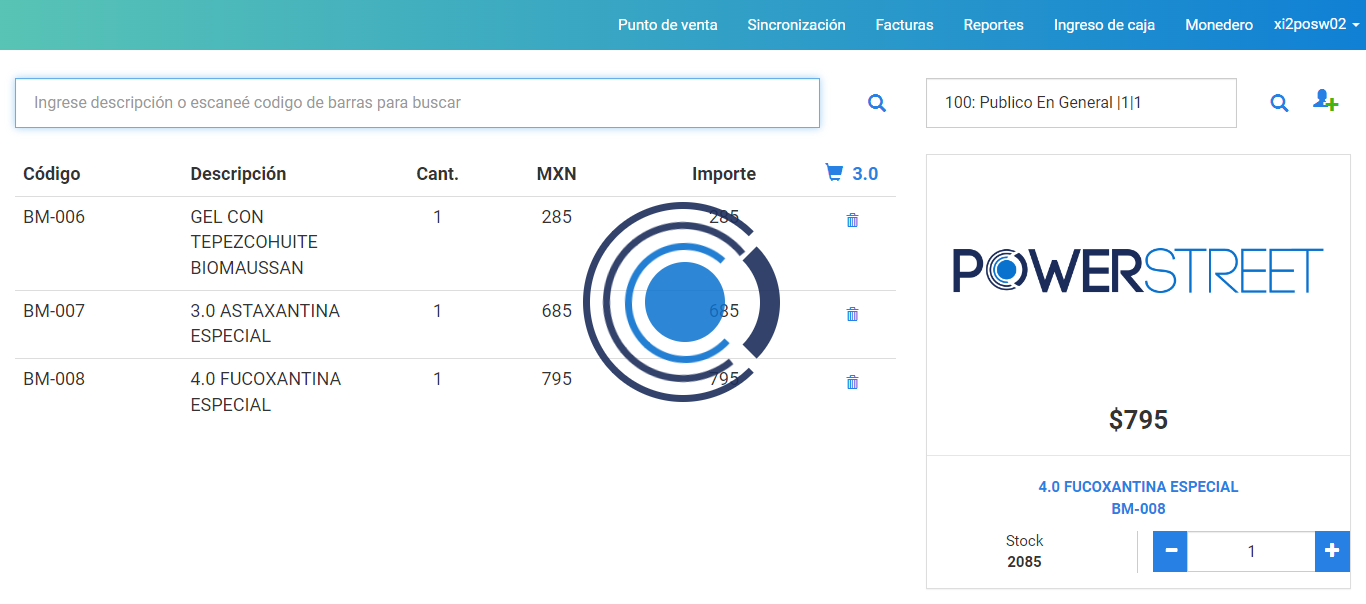 Punto de venta Sincronización Facturas Reportes Ingreso de caja Monedero xi2posw02
Ingrese descripción o escaneé codigo de barras para buscar
100: Publico En General |1|1
Código Descripción Cant. MXN Importe 3.0
BM-006 GEL CON 1 285 285
TEPEZCOHUITE
BIOMAUSSAN
BM-007 3.0 ASTAXANTINA 1 685 685
ESPECIAL
BM-008 4.0 FUCOXANTINA 1 795 795
ESPECIAL
POWERSTREET
$795
4.0 FUCOXANTINA ESPECIAL
BM-008
Stock
2085
1